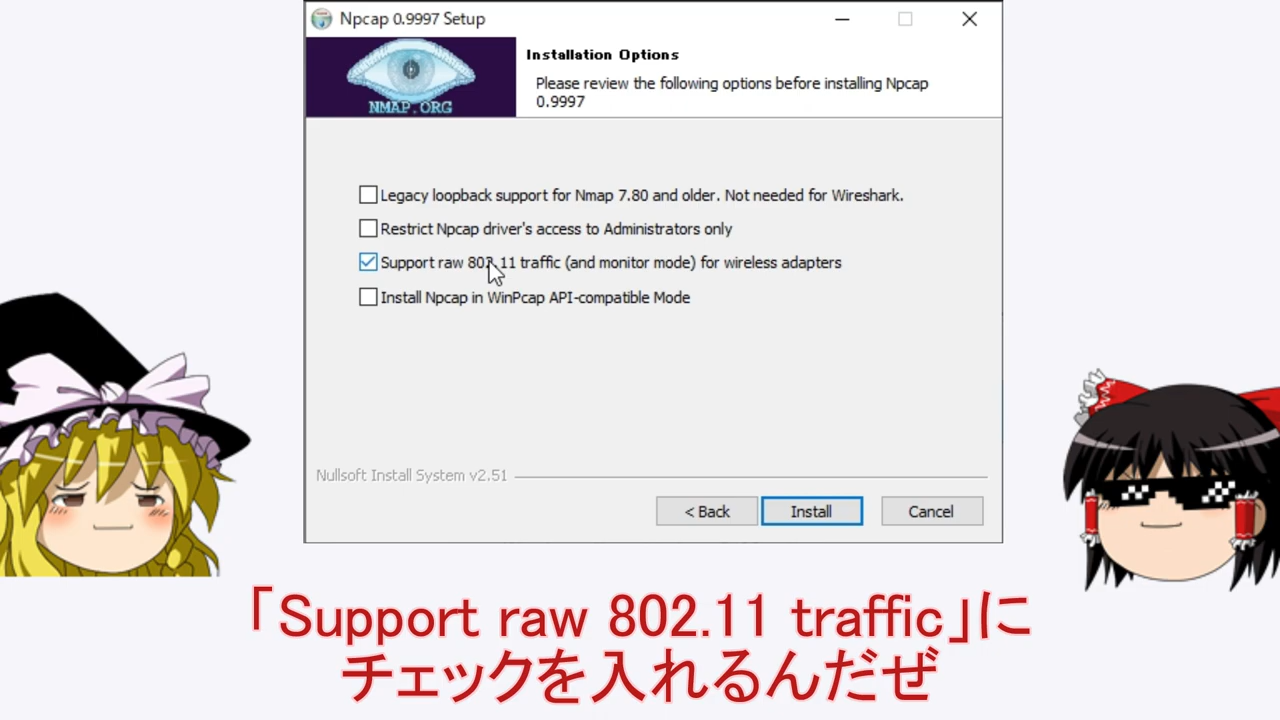 Npcap 0.9997 Setup
NMAP.ORG
Installation Options
Please review the following options before installing Npcap
0.9997
Legacy loopback support for Nmap 7.80 and older. Not needed for Wireshark.
Restrict Npcap driver's access to Administrators only
Support raw 802.11 traffic (and monitor mode) for wireless adapters
Install Npcap in WinPcap API-compatible Mode
Nullsoft Install System v2.51
< Back
Install
Cancel
「Support raw 802.11 traffic」に
チェックを入れるんだぜ